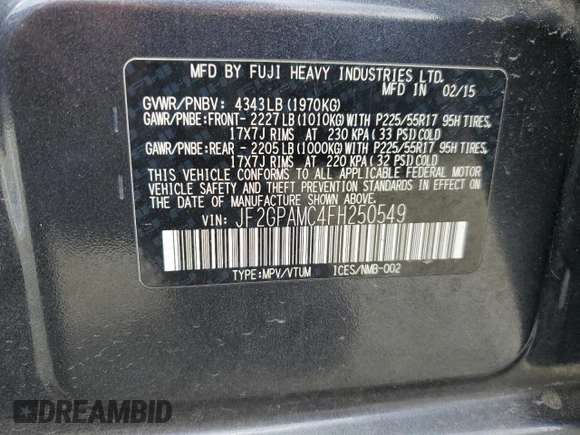 MFD BY FUJI HEAVY INDUSTRIES LTD.
MFD IN 02/15
GVWR/PNBV: 4343LB(1970KG)
GAWR/PNBE:FRONT- 2227LB(1010KG)WITH P225/55R17 95H TIRES,
17X7J RIMS AT 230 KPA(33 PSI)COLD
GAWR/PNBE:REAR - 2205LB(1000KG)WITH P225/55R17 95H TIRES,
17X7J RIMS AT 220 KPA(32 PSI)COLD
THIS VEHICLE CONFORMS TO ALL APPLICABLE FEDERAL MOTOR
VEHICLE SAFETY AND THEFT PREVENTION STANDARDS IN EFFECT ON
THE DATE OF MANUFACTURE SHOWN ABOVE.
VIN: JF2GPAMC4FH250549
TYPE:MPV/VTUM ICES/NMB-002
DREAMBID